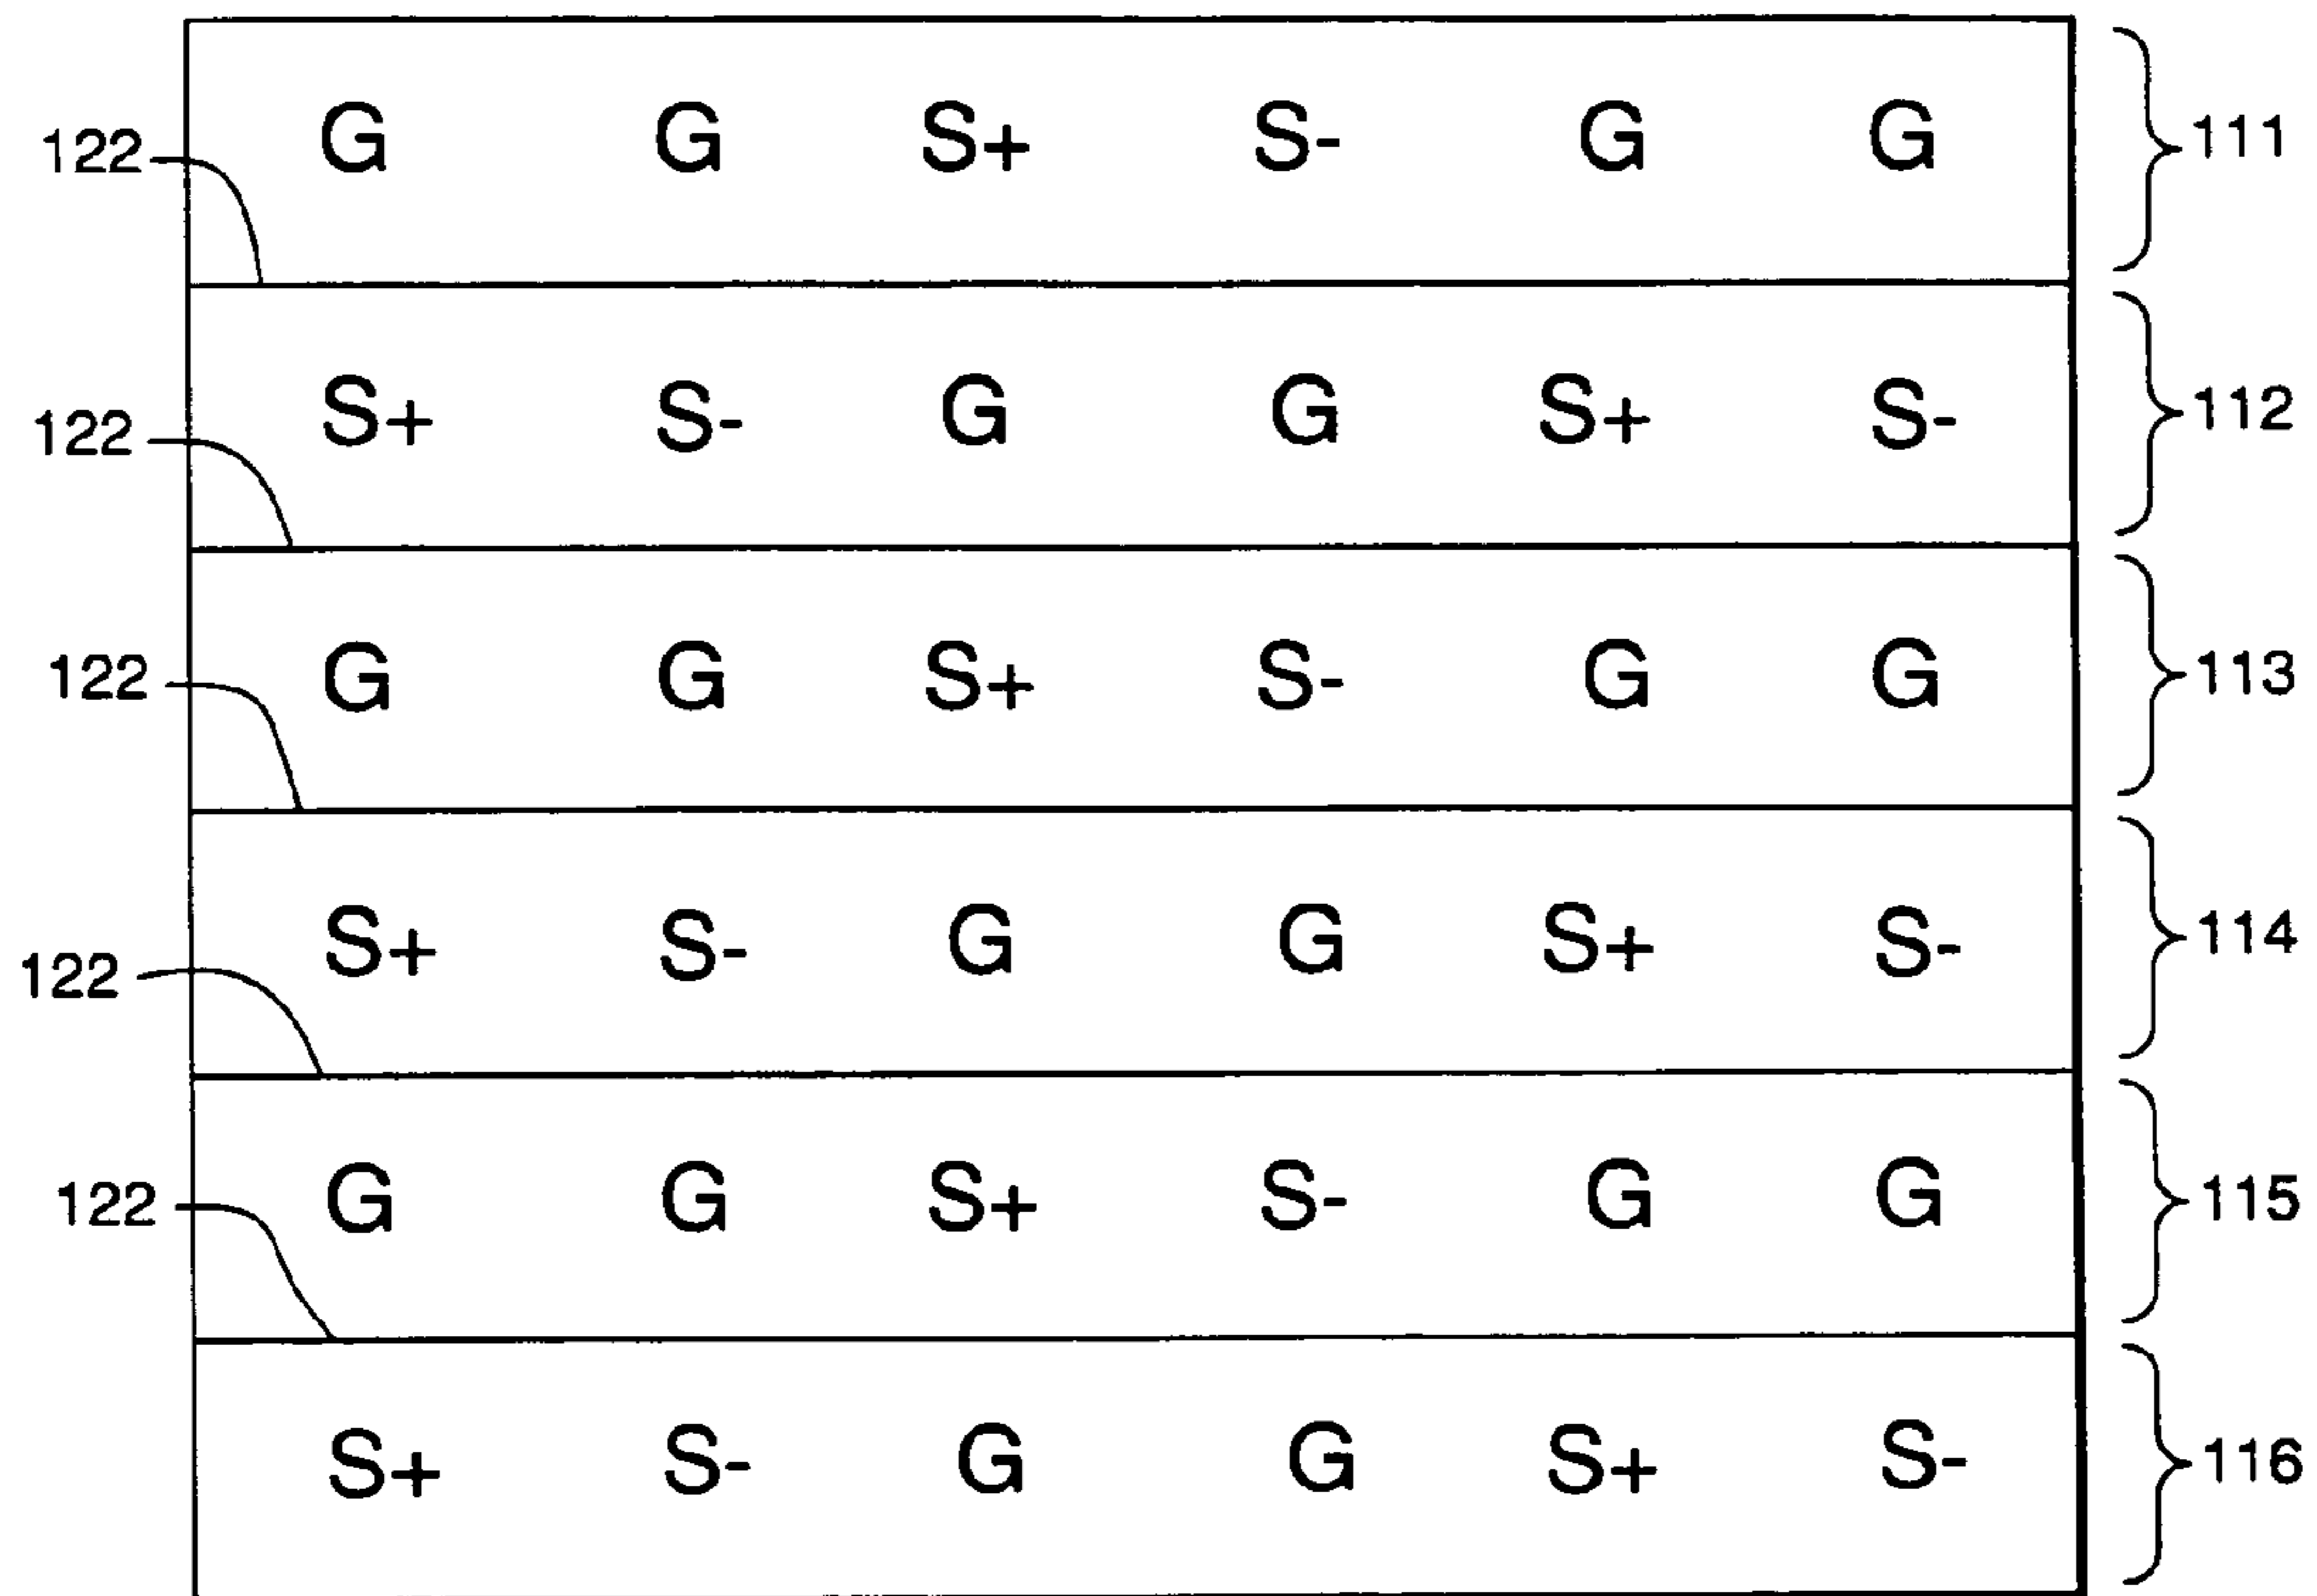 G G S+ S- G G 111
122
S+ S- G G S+ S- 112
122
G G S+ S- G G 113
122
S+ S- G G S+ S- 114
122
G G S+ S- G G 115
122
S+ S- G G S+ S- 116